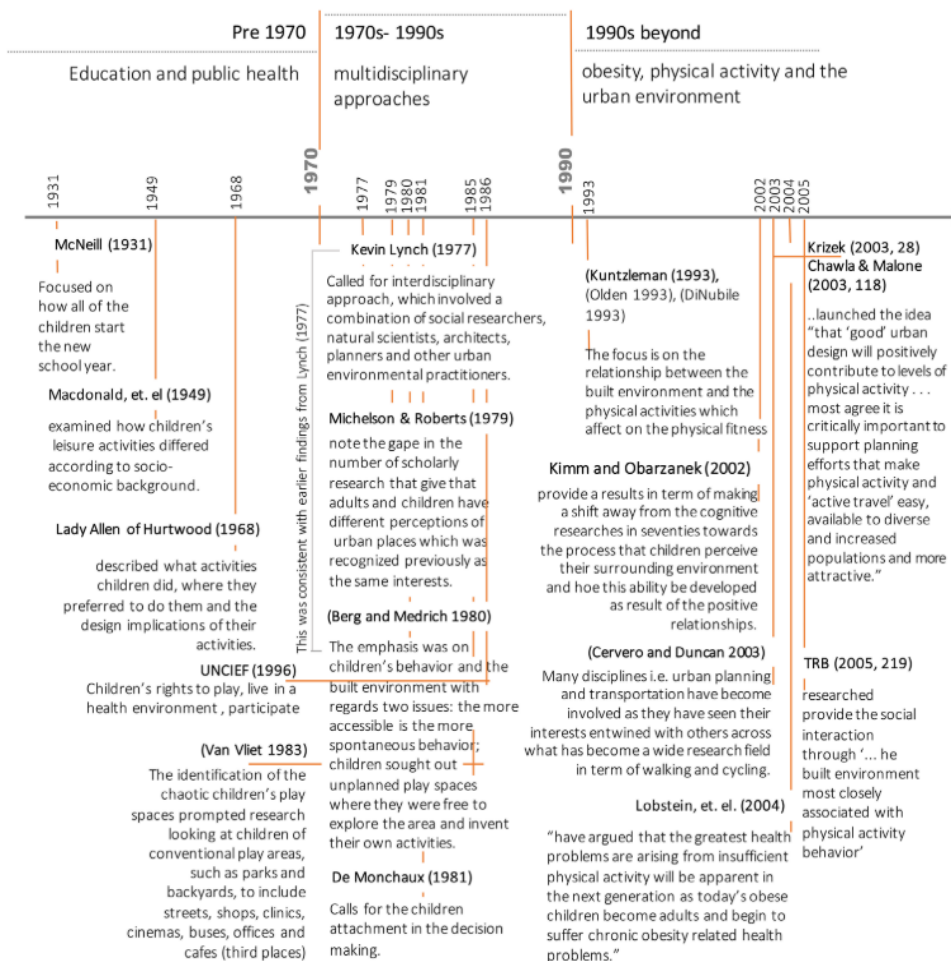 Pre 1970
Education and public health
1970s- 1990s
multidisciplinary
approaches
1990s beyond
obesity, physical activity and the
urban environment
1931
1949
1968
1970
1977
1979
1980
1981
1985
1986
1990
1993
2002
2003
2004
2005
McNeill (1931)
Focused on
how all of the
children start
the new
school year.
Macdonald, et. el (1949)
examined how children's
leisure activities differed
according to socio-
economic background.
Lady Allen of Hurtwood (1968)
described what activities
children did, where they
preferred to do them and the
design implications of their
activities.
UNCIEF (1996)
Children's rights to play, live in a
health environment , participate
(Van Vliet 1983)
The identification of the
chaotic children's play
spaces prompted research
looking at children of
conventional play areas,
such as parks and
backyards, to include
streets, shops, clinics,
cinemas, buses, offices and
cafes (third places)
This was consistent with earlier findings from Lynch (1977)
Kevin Lynch (1977)
Called for interdisciplinary
approach, which involved a
combination of social researchers,
natural scientists, architects,
planners and other urban
environmental practitioners.
Michelson & Roberts (1979)
note the gape in the
number of scholarly
research that give that
adults and children have
different perceptions of
urban places which was
recognized previously as
the same interests.
(Berg and Medrich 1980)
The emphasis was on
children's behavior and the
built environment with
regards two issues: the more
accessible is the more
spontaneous behavior;
children sought out
unplanned play spaces
where they were free to
explore the area and invent
their own activities.
De Monchaux (1981)
Calls for the children
attachment in the decision
making.
(Kuntzleman (1993),
(Olden 1993), (DiNubile
1993)
The focus is on the
relationship between the
built environment and the
physical activities which
affect on the physical fitness
Kimm and Obarzanek (2002)
provide a results in term of making
a shift away from the cognitive
researches in seventies towards
the process that children perceive
their surrounding environment
and hoe this ability be developed
as result of the positive
relationships.
(Cervero and Duncan 2003)
Many disciplines i.e. urban planning
and transportation have become
involved as they have seen their
interests entwined with others across
what has become a wide research field
in term of walking and cycling.
Lobstein, et. el. (2004)
"have argued that the greatest health
problems are arising from insufficient
physical activity will be apparent in
the next generation as today's obese
children become adults and begin to
suffer chronic obesity related health
problems."
Krizek (2003, 28)
Chawla & Malone
(2003, 118)
..launched the idea
"that 'good' urban
design will positively
contribute to levels of
physical activity . . .
most agree it is
critically important to
support planning
efforts that make
physical activity and
'active travel' easy,
available to diverse
and increased
populations and more
attractive."
TRB (2005, 219)
researched
provide the social
interaction
through '... he
built environment
most closely
associated with
physical activity
behavior'